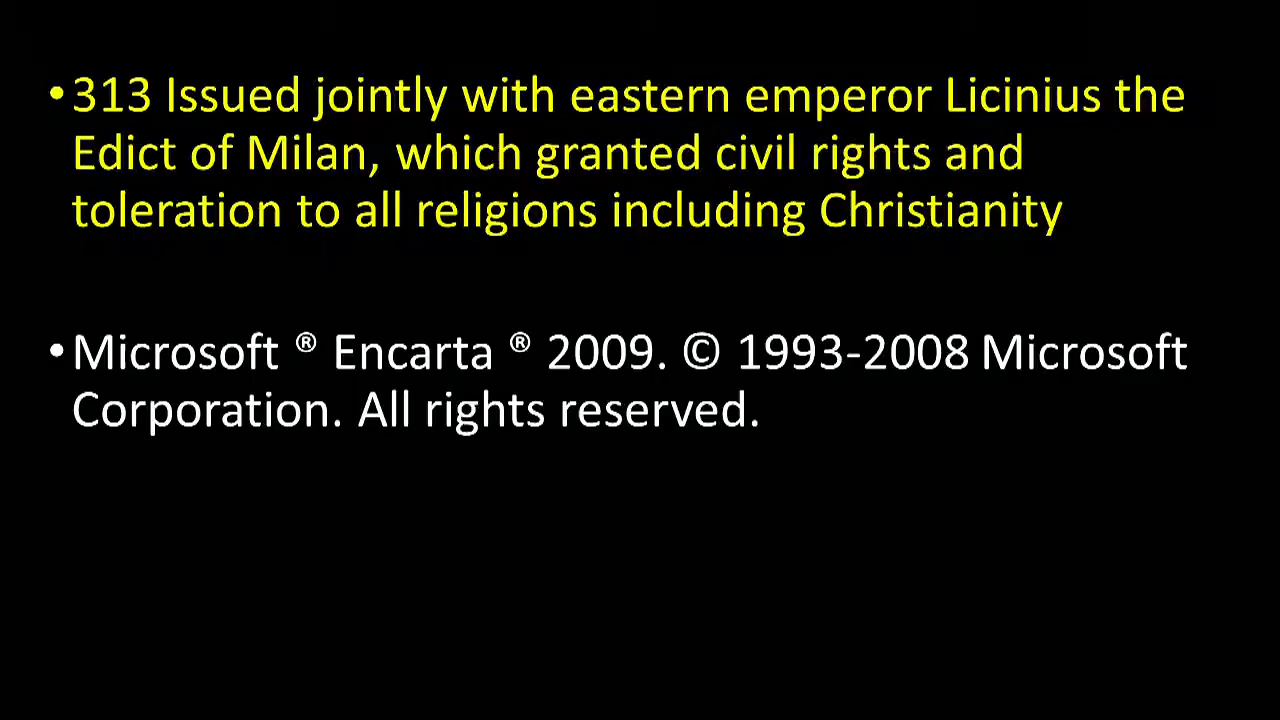 •313 Issued jointly with eastern emperor Licinius the
Edict of Milan, which granted civil rights and
toleration to all religions including Christianity
•Microsoft ® Encarta ® 2009. © 1993-2008 Microsoft
Corporation. All rights reserved.